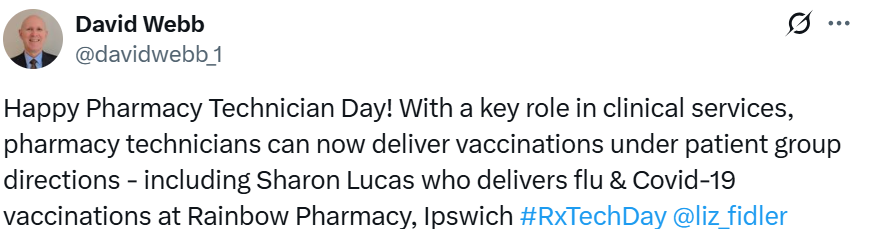 David Webb
@davidwebb_1
Happy Pharmacy Technician Day! With a key role in clinical services,
pharmacy technicians can now deliver vaccinations under patient group
directions - including Sharon Lucas who delivers flu & Covid-19
vaccinations at Rainbow Pharmacy, Ipswich #RxTechDay @liz_fidler